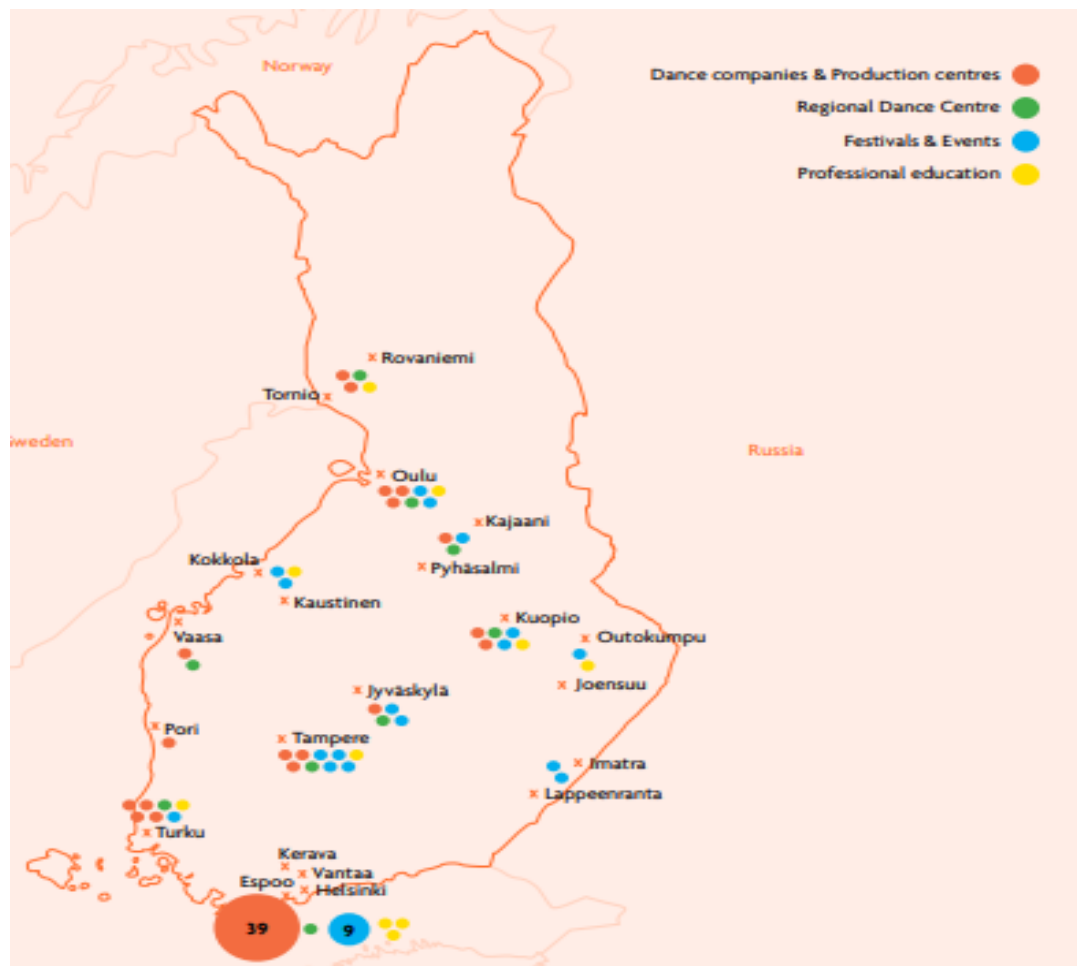 Norway
Dance companies & Production centres
Regional Dance Centre
Festivals & Events
Professional education
Rovaniemi
Tornio
Sweden
Russia
Oulu
Kajaani
Kokkola
Pyhäsalmi
Kaustinen
Kuopio
Vaasa
Outokumpu
Joensuu
Jyväskylä
Pori
Tampere
Imatra
Lappeenranta
Turku
Kerava
Vantaa
Espoo
Helsinki
39
9